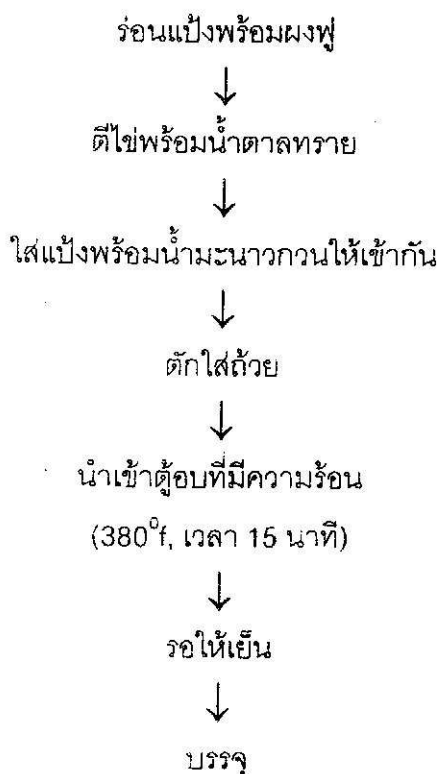 ร่อนแป้งพร้อมผงฟู
↓
ตีไข่พร้อมน้ำตาลทราย
↓
ใส่แป้งพร้อมน้ำมะนาวกวนให้เข้ากัน
↓
ตักใส่ถ้วย
↓
นำเข้าตู้อบที่มีความร้อน
(380⁰f, เวลา 15 นาที)
↓
รอให้เย็น
↓
บรรจุ